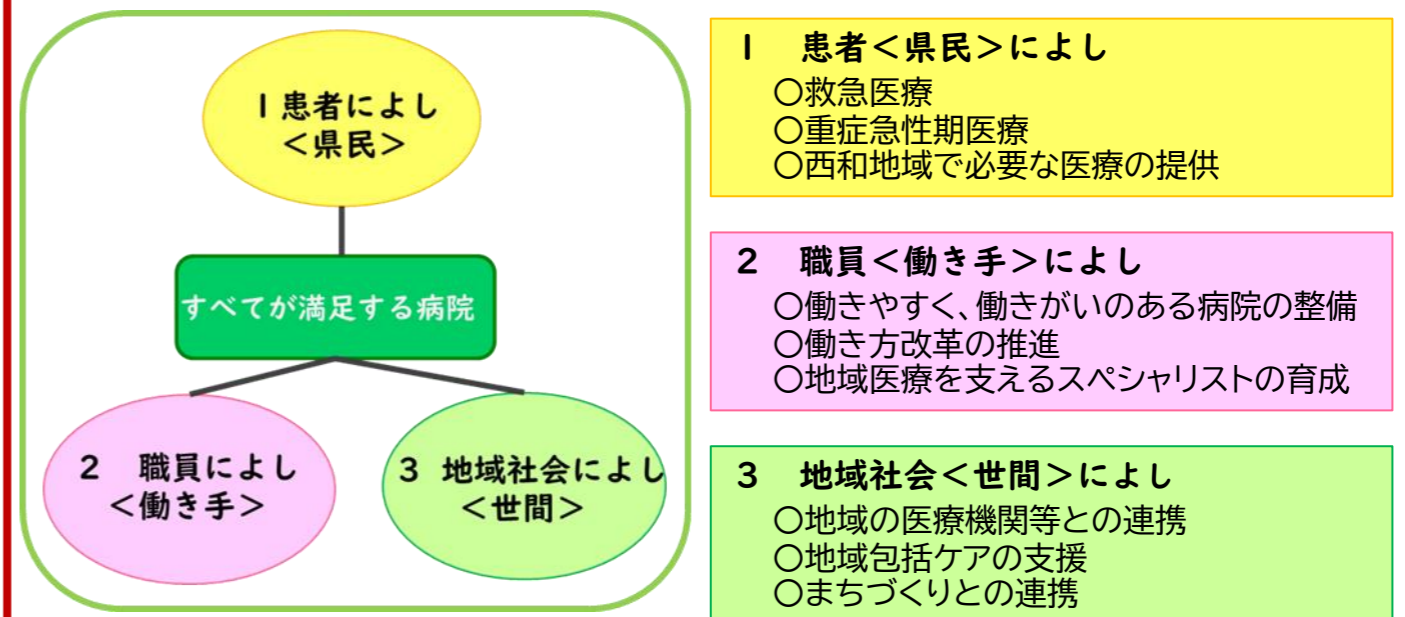 1患者によし
<県民>
すべてが満足する病院
2 職員によし
<働き手>
3 地域社会によし
<世間>
1 患者<県民>によし
○救急医療
○重症急性期医療
○西和地域で必要な医療の提供
2 職員<働き手>によし
○働きやすく、働きがいのある病院の整備
○働き方改革の推進
○地域医療を支えるスペシャリストの育成
3 地域社会<世間>によし
○地域の医療機関等との連携
○地域包括ケアの支援
○まちづくりとの連携